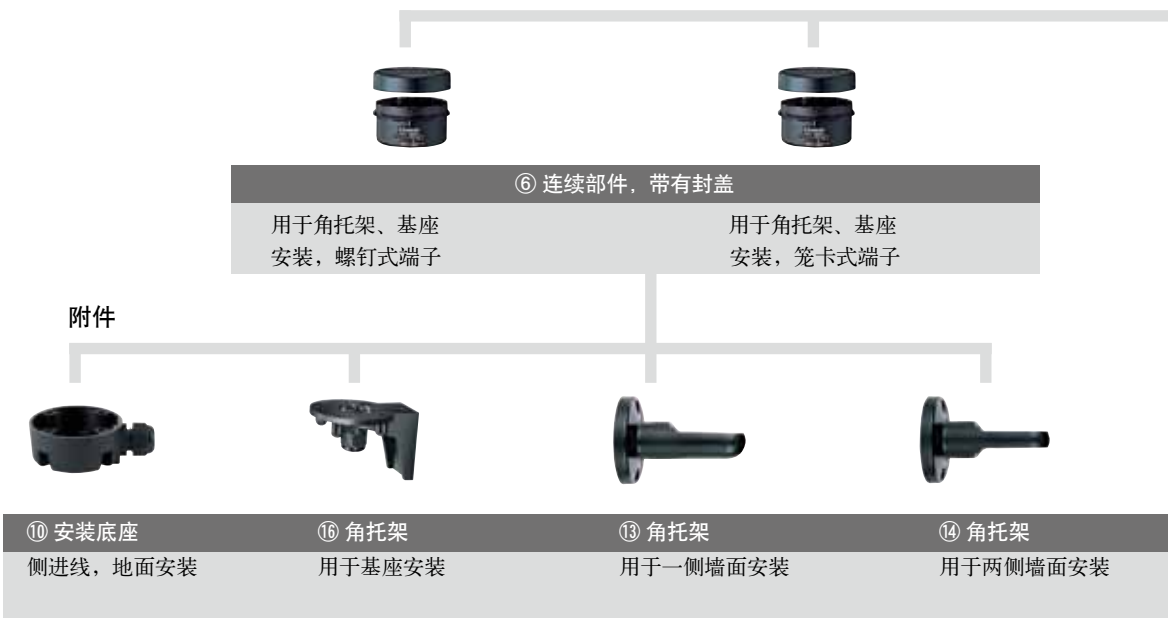 ⑥ 连续部件，带有封盖
用于角托架、基座
安装，螺钉式端子
用于角托架、基座
安装，笼卡式端子
附件
⑩ 安装底座
侧进线，地面安装
⑯ 角托架
用于基座安装
⑬ 角托架
用于一侧墙面安装
⑭ 角托架
用于两侧墙面安装